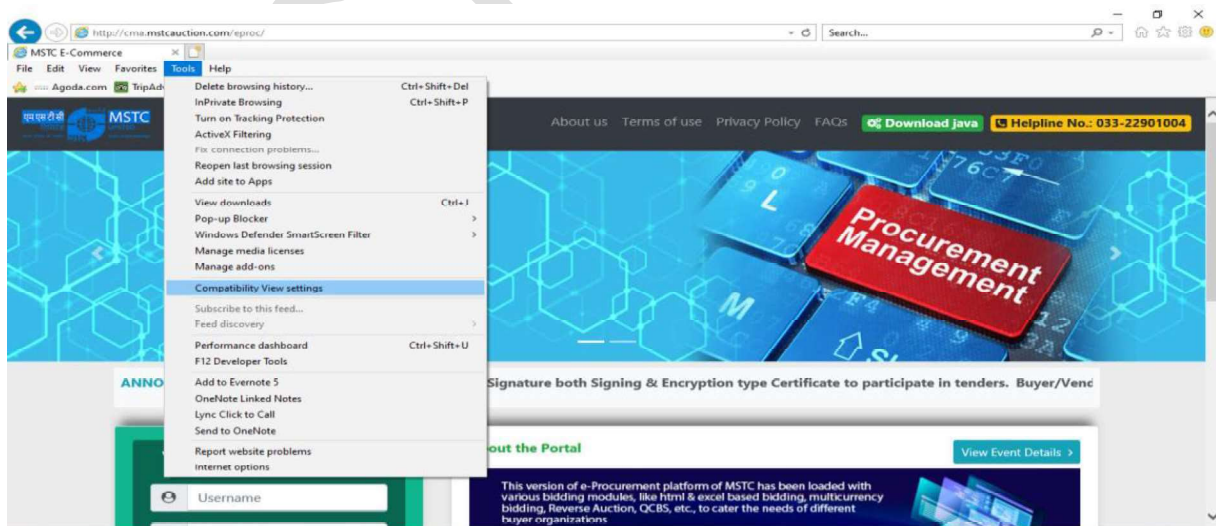 http://cma.mstcauction.com/eproc/
Search...
MSTC E-Commerce
File Edit View Favorites Tools Help
Agoda.com TripAd
Delete browsing history... Ctrl+Shift+Del
InPrivate Browsing Ctrl+Shift+P
Turn on Tracking Protection
ActiveX Filtering
Fix connection problems...
Reopen last browsing session
Add site to Apps
View downloads Ctrl+J
Pop-up Blocker
Windows Defender SmartScreen Filter
Manage media licenses
Manage add-ons
Compatibility View settings
Subscribe to this feed...
Feed discovery
Performance dashboard Ctrl+Shift+U
F12 Developer Tools
Add to Evernote 5
OneNote Linked Notes
Lync Click to Call
Send to OneNote
Report website problems
Internet options
एम एस टी सी MSTC
About us Terms of use Privacy Policy FAQs Download java Helpline No.: 033-22901004
Procurement
Management
L
M
Shift
ANNO
Signature both Signing & Encryption type Certificate to participate in tenders. Buyer/Vend
out the Portal
View Event Details >
Username
This version of e-Procurement platform of MSTC has been loaded with
various bidding modules, like html & excel based bidding, multicurrency
bidding, Reverse Auction, QCBS, etc., to cater the needs of different
buyer organizations